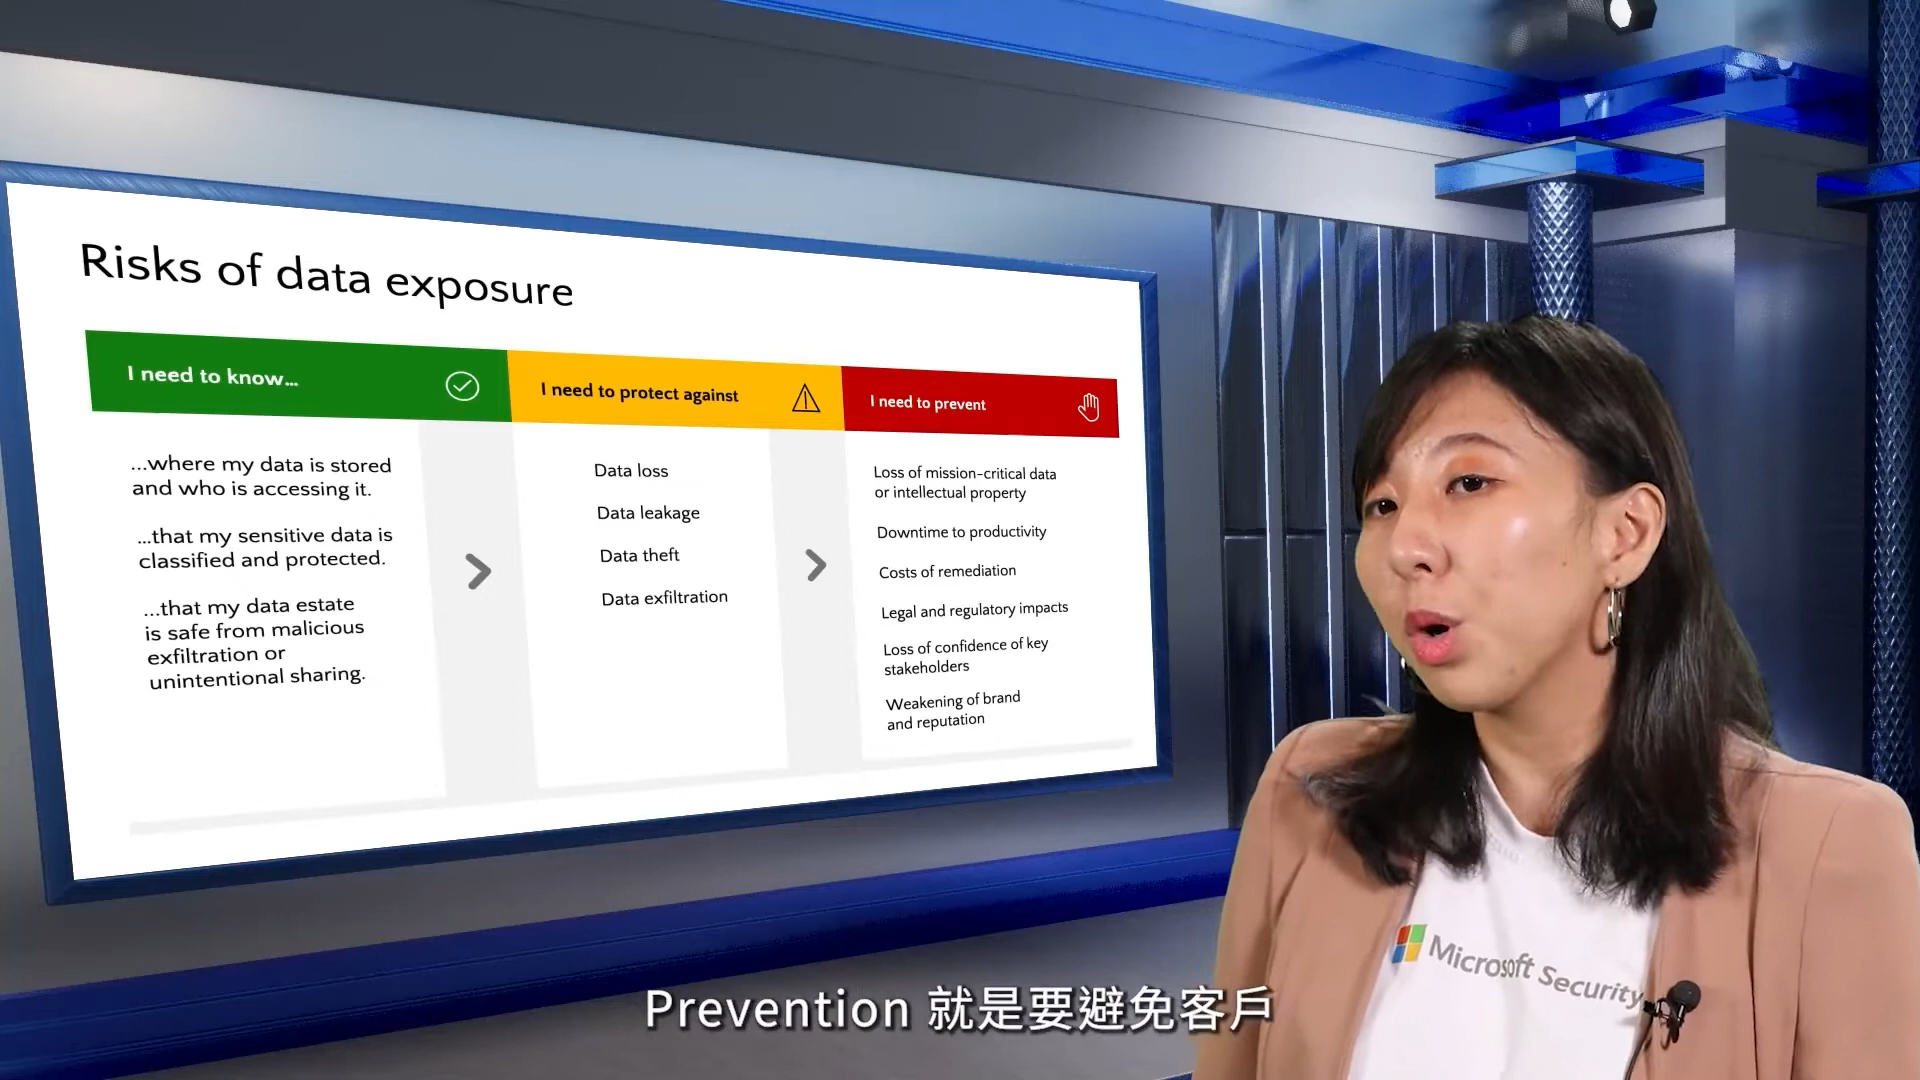 Risks of data exposure
I need to know...
I need to protect against
I need to prevent
...where my data is stored
and who is accessing it.
...that my sensitive data is
classified and protected.
...that my data estate
is safe from malicious
exfiltration or
unintentional sharing.
Data loss
Data leakage
Data theft
Data exfiltration
Loss of mission-critical data
or intellectual property
Downtime to productivity
Costs of remediation
Legal and regulatory impacts
Loss of confidence of key
stakeholders
Weakening of brand
and reputation
Microsoft Security
Prevention 就是要避免客戶